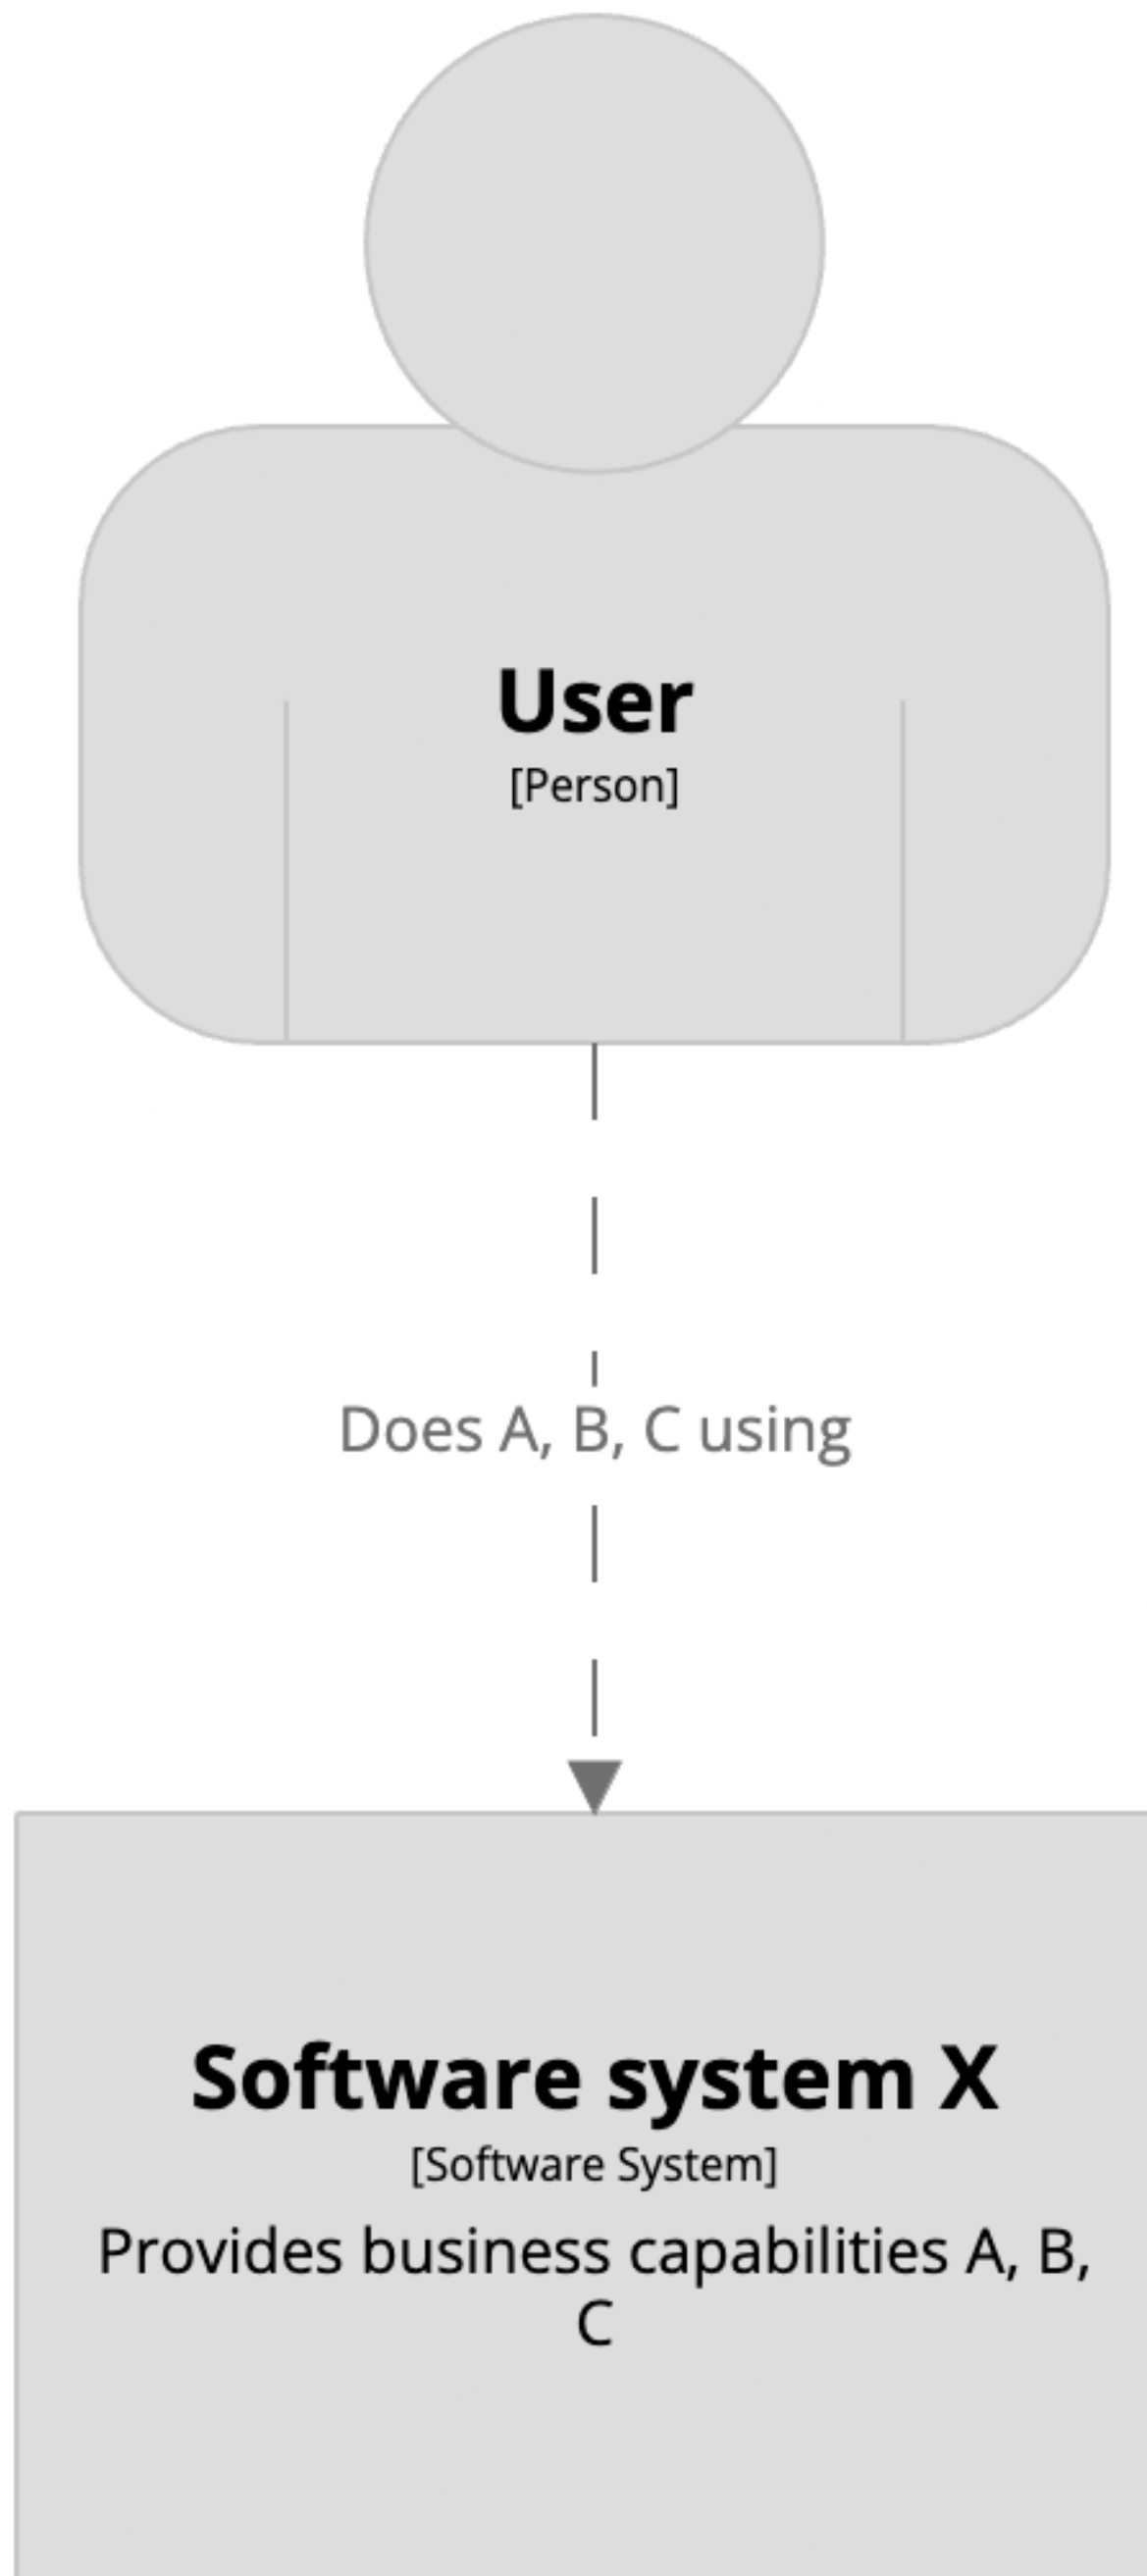 User
[Person]
Does A, B, C using
Software system X
[Software System]
Provides business capabilities A, B,
C